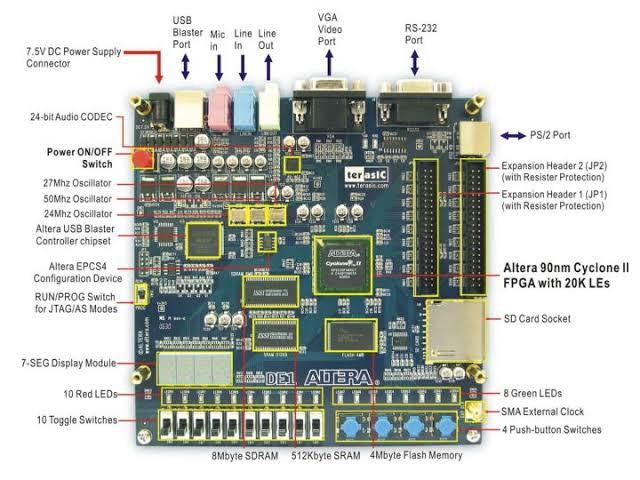 USB
Blaster
Port
Mic
in
Line
In
Line
Out
VGA
Video
Port
RS-232
Port
7.5V DC Power Supply
Connector
24-bit Audio CODEC
PS/2 Port
Power ON/OFF
Switch
Expansion Header 2 (JP2)
(with Resister Protection)
27Mhz Oscillator
terasIC
www.terasic.com
50Mhz Oscillator
Expansion Header 1 (JP1)
(with Resister Protection)
24Mhz Oscillator
Altera USB Blaster
Controller chipset
ALTERA
Cyclone II
Altera EPCS4
Configuration Device
Altera 90nm Cyclone II
FPGA with 20K LEs
RUN/PROG Switch
for JTAG/AS Modes
SD Card Socket
7-SEG Display Module
DE1 ALTERA
10 Red LEDs
8 Green LEDs
10 Toggle Switches
SMA External Clock
4 Push-button Switches
8Mbyte SDRAM
512Kbyte SRAM
4Mbyte Flash Memory